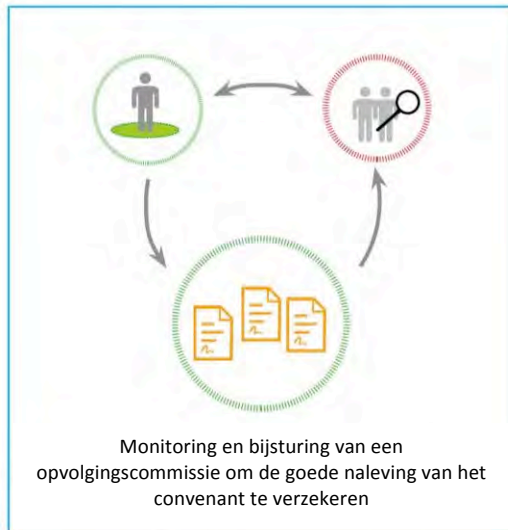 Monitoring en bijsturing van een
opvolgingscommissie om de goede naleving van het
convenant te verzekeren